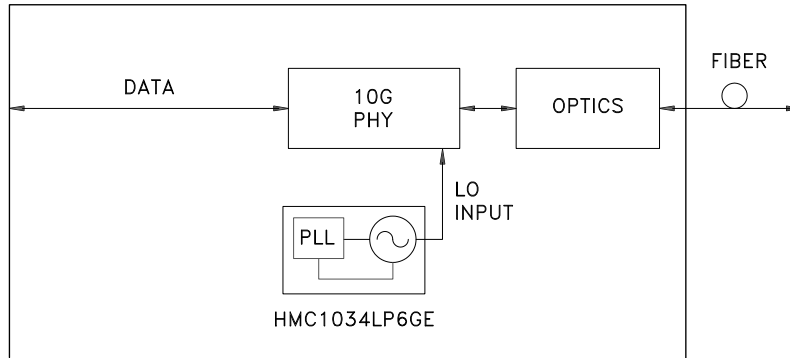 FIBER
DATA
10G
PHY
OPTICS
LO
INPUT
PLL
HMC1034LP6GE